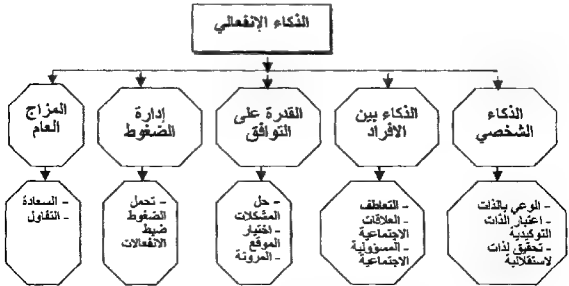 الذكاء الإنفعالي
الذكاء
الشخصي
الذكاء بين
الافراد
القدرة على
التوافق
إدارة
الضغوط
المزاج
العام
- الوعي بالذات
- اعتبار الذات
التوكيدية
- تحقيق لذات
لاستقلالية
- التعاطف
- العلاقات
الاجتماعية
- المسؤولية
الاجتماعية
- حل
المشكلات
- اختبار
الموقع
- المرونة
- تحمل
الضغوط
ضبط
الانفعالات
- السعادة
- التفاول